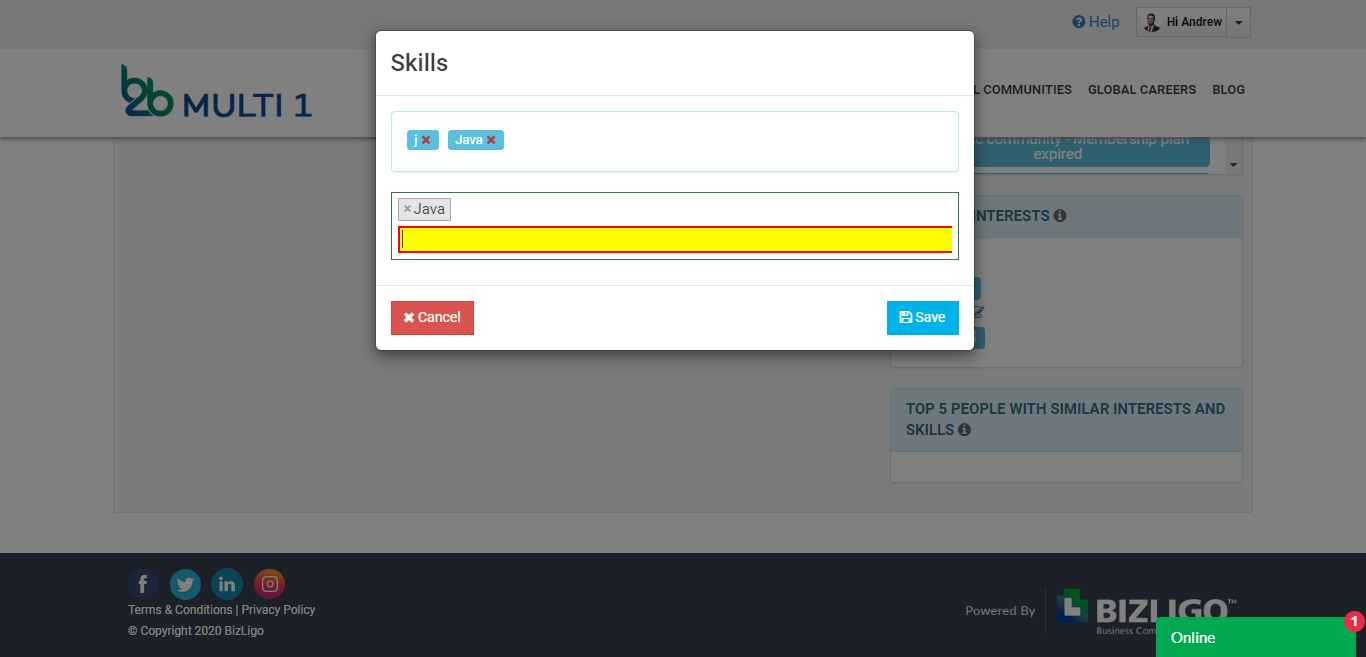 Help
Hi Andrew
Skills
MULTI 1
COMMUNITIES GLOBAL CAREERS BLOG
j Java
community - Membership plan
expired
×Java
NTERESTS
Cancel
Save
TOP 5 PEOPLE WITH SIMILAR INTERESTS AND
SKILLS
Terms & Conditions | Privacy Policy
© Copyright 2020 BizLigo
Powered By
BIZLIGO™
Business Com
Online
1